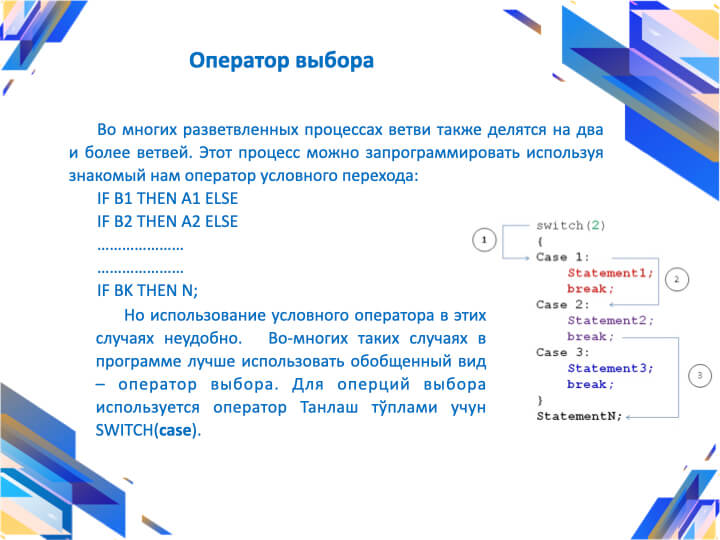 Оператор выбора
Во многих разветвленных процессах ветви также делятся на два
и более ветвей. Этот процесс можно запрограммировать используя
знакомый нам оператор условного перехода:
IF B1 THEN A1 ELSE
IF B2 THEN A2 ELSE
…………………
…………………
IF BK THEN N;
Но использование условного оператора в этих
случаях неудобно. Во-многих таких случаях в
программе лучше использовать обобщенный вид
– оператор выбора. Для оперций выбора
используется оператор Танлаш тўплами учун
SWITCH(case).
switch(2)
{
Case 1:
Statement1;
break;
Case 2:
Statement2;
break;
Case 3:
Statement3;
break;
}
StatementN;
1
2
3